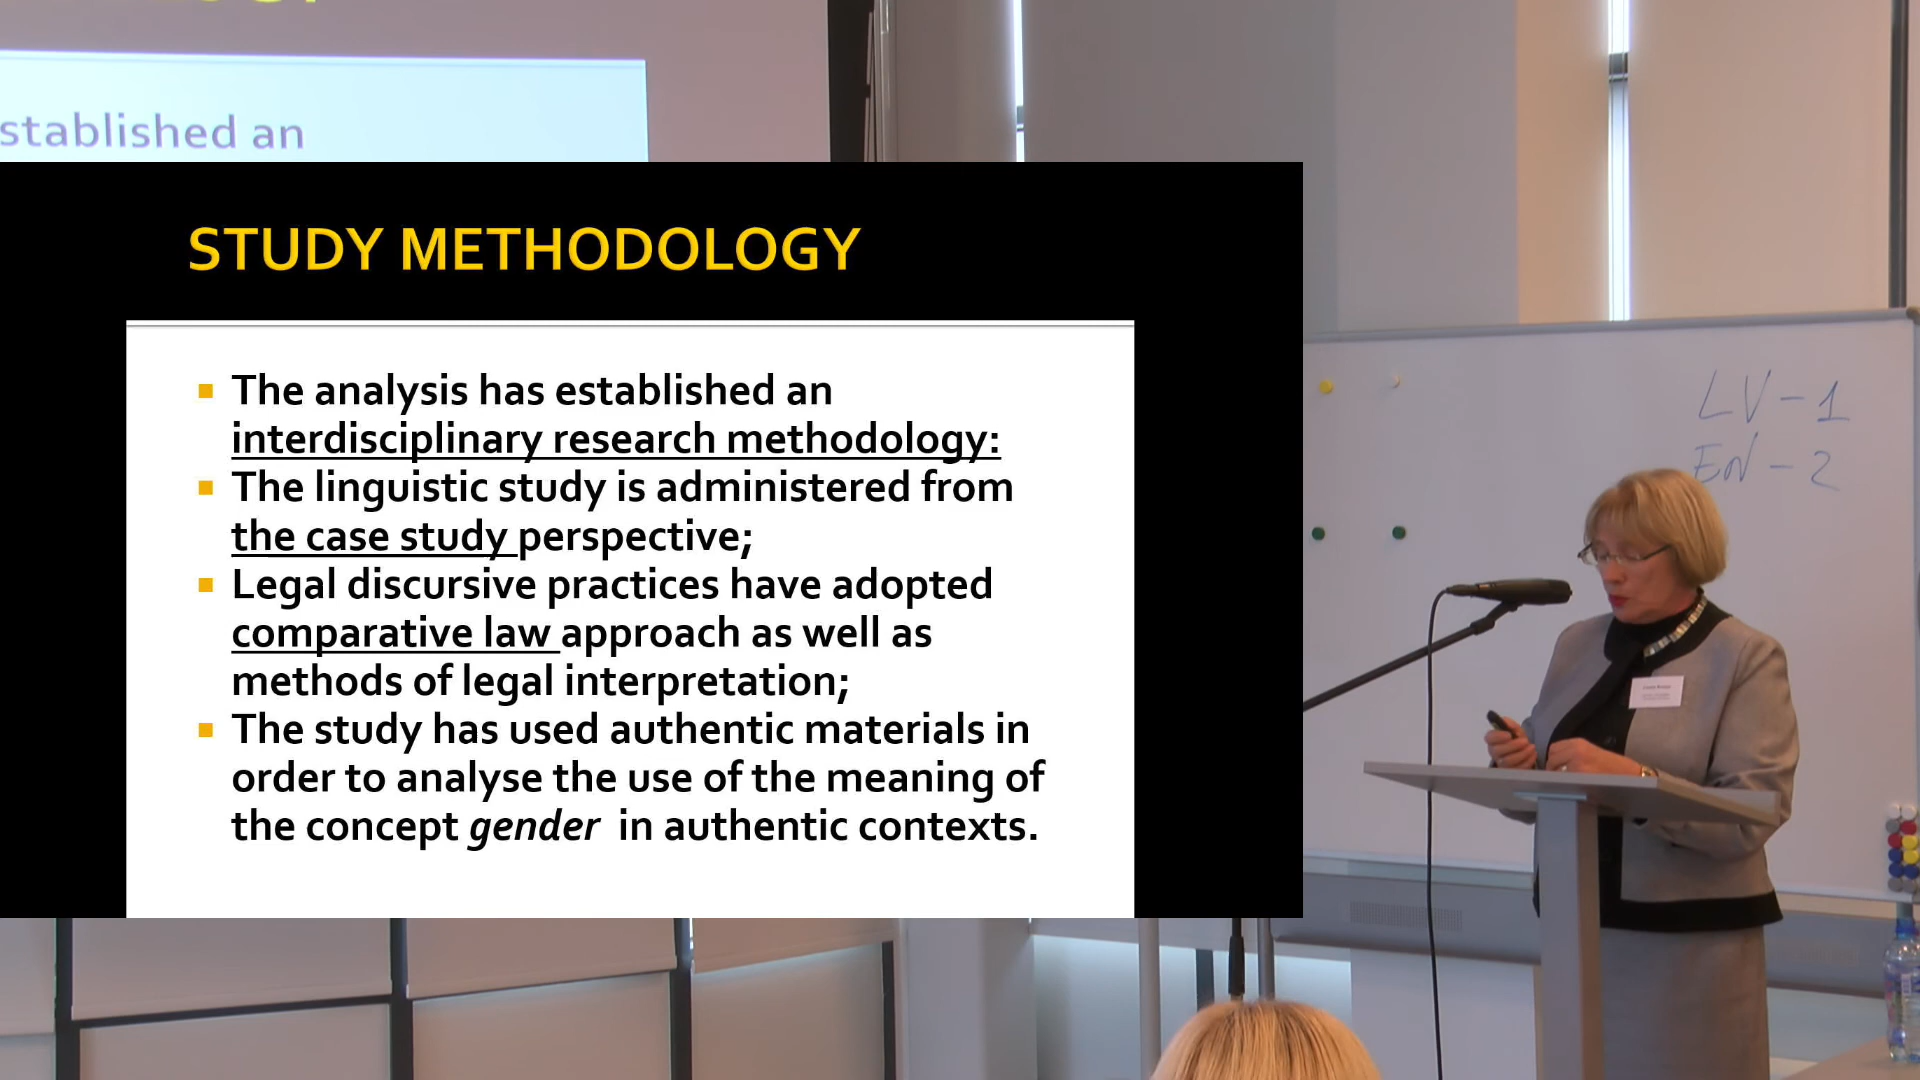 stablished an
STUDY METHODOLOGY
The analysis has established an
interdisciplinary research methodology:
The linguistic study is administered from
the case study perspective;
Legal discursive practices have adopted
comparative law approach as well as
methods of legal interpretation;
The study has used authentic materials in
order to analyse the use of the meaning of
the concept gender in authentic contexts.
LV-1
EN-2